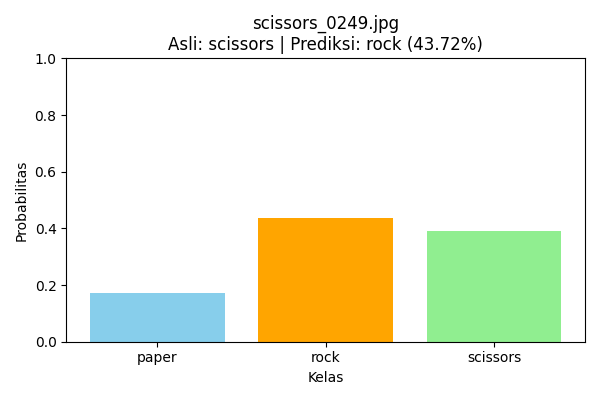 scissors_0249.jpg
Asli: scissors | Prediksi: rock (43.72%)
1.0
0.8
0.6
0.4
0.2
0.0
Probabilitas
paper
rock
scissors
Kelas